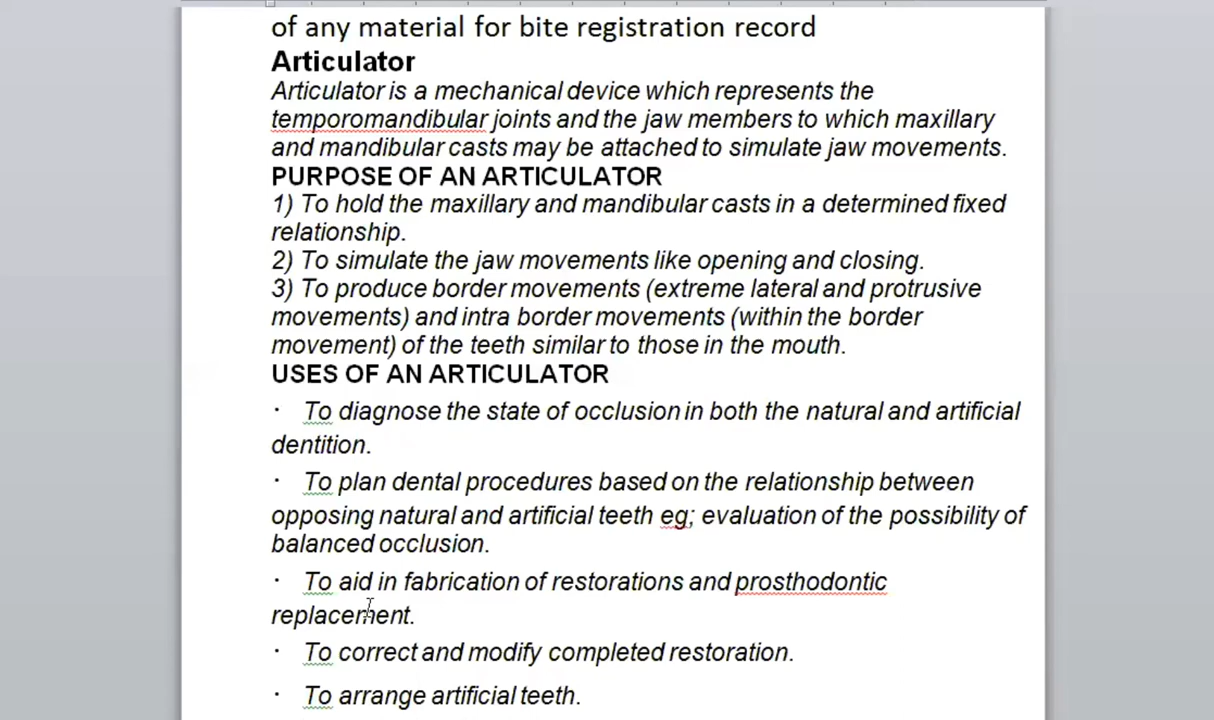 of any material for bite registration record
Articulator
Articulator is a mechanical device which represents the
temporomandibular joints and the jaw members to which maxillary
and mandibular casts may be attached to simulate jaw movements.
PURPOSE OF AN ARTICULATOR
1) To hold the maxillary and mandibular casts in a determined fixed
relationship.
2) To simulate the jaw movements like opening and closing.
3) To produce border movements (extreme lateral and protrusive
movements) and intra border movements (within the border
movement) of the teeth similar to those in the mouth.
USES OF AN ARTICULATOR
· To diagnose the state of occlusion in both the natural and artificial
dentition.
· To plan dental procedures based on the relationship between
opposing natural and artificial teeth eg; evaluation of the possibility of
balanced occlusion.
· To aid in fabrication of restorations and prosthodontic
replacement.
· To correct and modify completed restoration.
· To arrange artificial teeth.